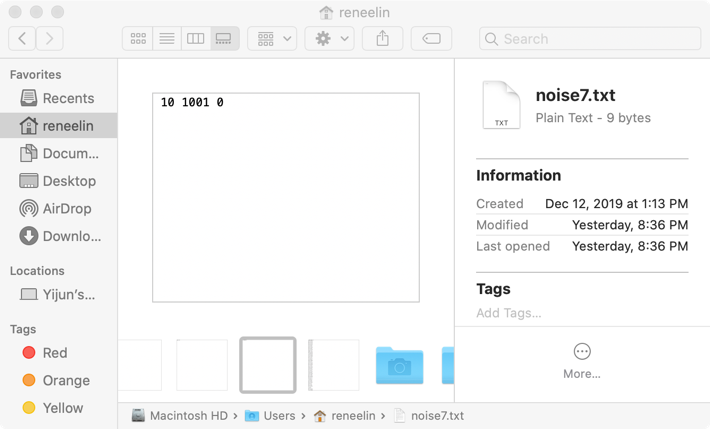 reneelin
Search
Favorites
Recents
reneelin
Docum...
Desktop
AirDrop
Downlo...
Locations
Yijun's...
Tags
Red
Orange
Yellow
10 1001 0
noise7.txt
Plain Text - 9 bytes
TXT
Information
Created Dec 12, 2019 at 1:13 PM
Modified Yesterday, 8:36 PM
Last opened Yesterday, 8:36 PM
Tags
Add Tags...
More...
Macintosh HD › Users › reneelin › noise7.txt